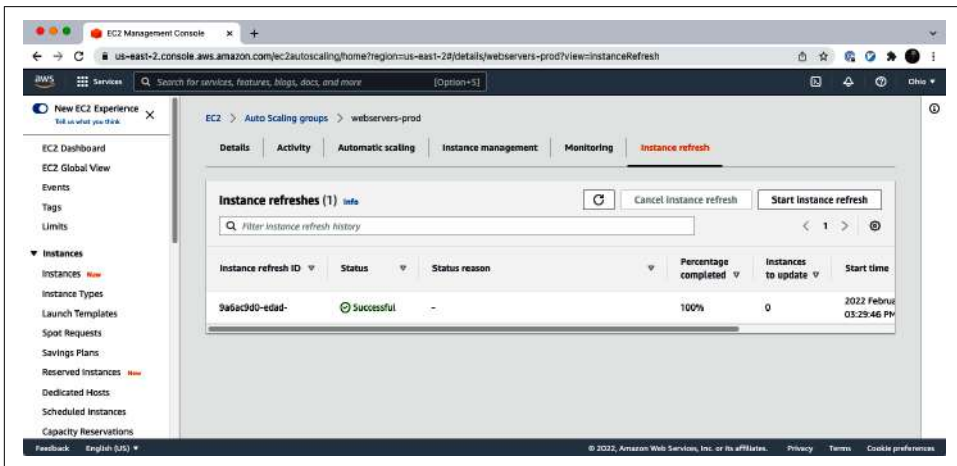 EC2 Management Console × +
us-east-2.console.aws.amazon.com/ec2autoscaling/home?region=us-east-2#/details/webservers-prod?view=instanceRefresh
aws Services Search for services, features, blogs, docs, and more [Option+S] Ohio
New EC2 Experience ×
Tell us what you think
EC2 Dashboard
EC2 Global View
Events
Tags
Limits
Instances
Instances New
Instance Types
Launch Templates
Spot Requests
Savings Plans
Reserved Instances New
Dedicated Hosts
Scheduled Instances
Capacity Reservations
EC2 > Auto Scaling groups > webservers-prod
Details Activity Automatic scaling Instance management Monitoring Instance refresh
Instance refreshes (1) Info Cancel instance refresh Start instance refresh
Filter instance refresh history < 1 >
Instance refresh ID Status Status reason Percentage completed Instances to update Start time
9a6ac9d0-edad- Successful - 100% 0 2022 Februa
03:29:46 PM
Feedback English (US) © 2022, Amazon Web Services, Inc. or its affiliates. Privacy Terms Cookie preferences